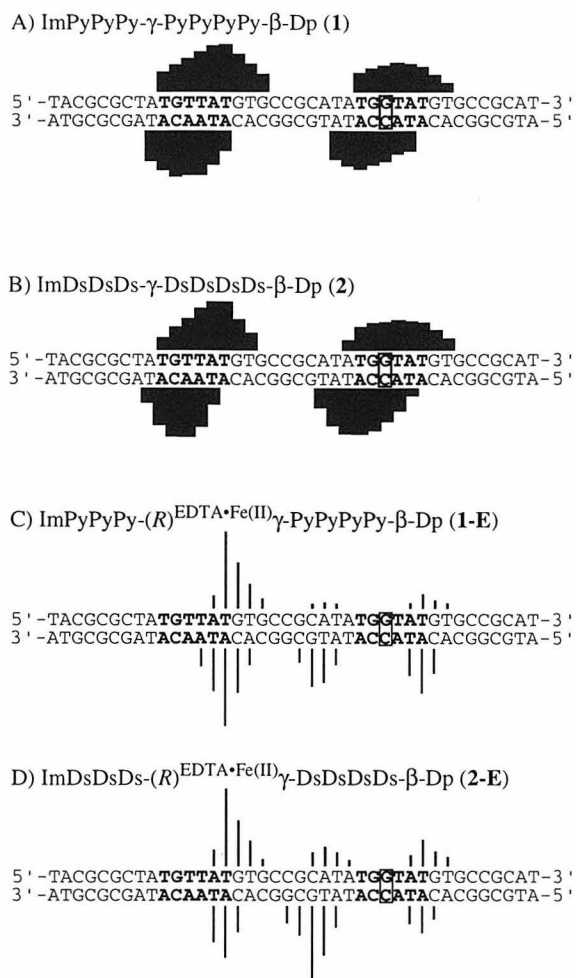 A) ImPyPyPy-γ-PyPyPyPy-β-Dp (1)
5'-TACGCGCTATGTTATGTGCCGCATATGGTATGTGCCGCAT-3'
3'-ATGCGCGATACAATACACGGCGTATACCATACACGGCGTA-5'
B) ImDsDsDs-γ-DsDsDsDs-β-Dp (2)
5'-TACGCGCTATGTTATGTGCCGCATATGGTATGTGCCGCAT-3'
3'-ATGCGCGATACAATACACGGCGTATACCATACACGGCGTA-5'
C) ImPyPyPy-(R)EDTA•Fe(II)γ-PyPyPyPy-β-Dp (1-E)
5'-TACGCGCTATGTTATGTGCCGCATATGGTATGTGCCGCAT-3'
3'-ATGCGCGATACAATACACGGCGTATACCATACACGGCGTA-5'
D) ImDsDsDs-(R)EDTA•Fe(II)γ-DsDsDsDs-β-Dp (2-E)
5'-TACGCGCTATGTTATGTGCCGCATATGGTATGTGCCGCAT-3'
3'-ATGCGCGATACAATACACGGCGTATACCATACACGGCGTA-5'